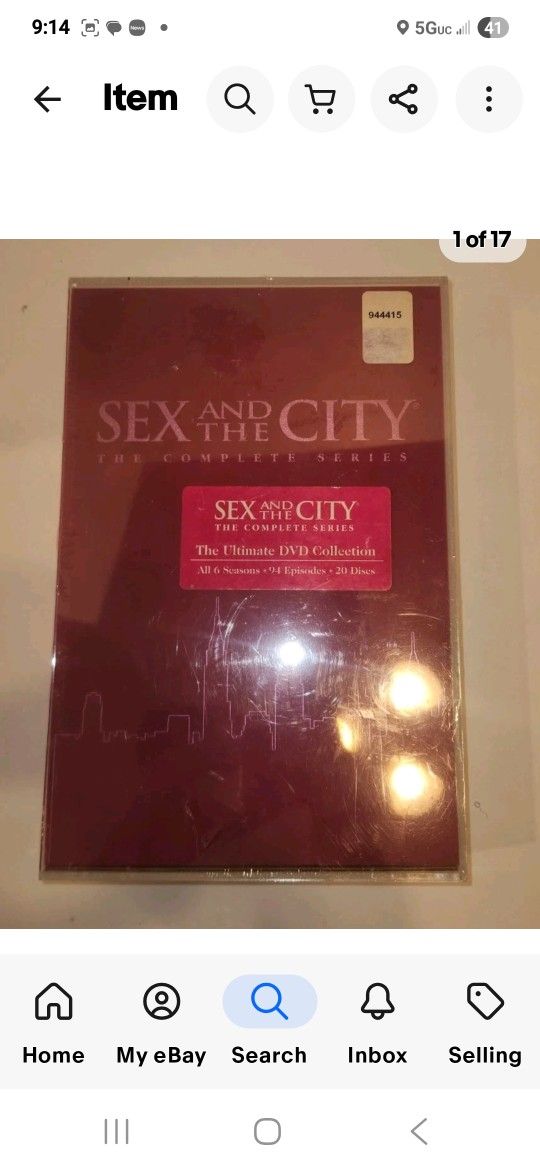 9:14
News
5GUC
41
Item
1 of 17
944415
SEX AND THE CITY®
THE COMPLETE SERIES
SEX AND THE CITY
THE COMPLETE SERIES
The Ultimate DVD Collection
All 6 Seasons • 94 Episodes • 20 Discs
Home My eBay Search Inbox Selling